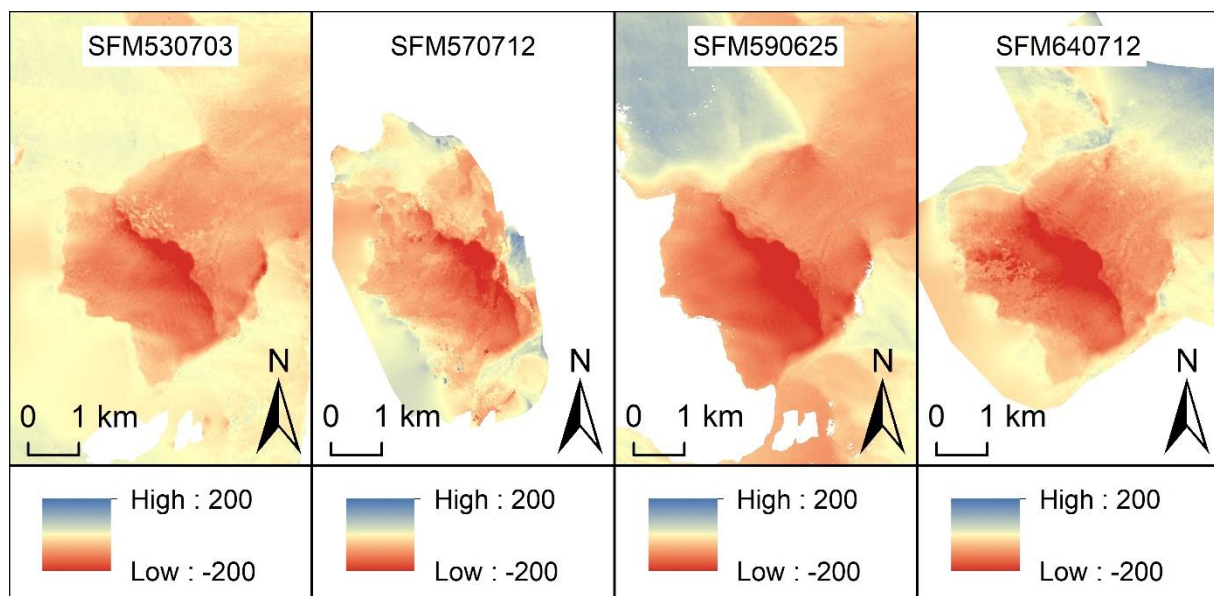 SFM530703
SFM570712
SFM590625
SFM640712
N
N
N
N
0 1 km
0 1 km
0 1 km
0 1 km
High : 200
High : 200
High : 200
High : 200
Low : -200
Low : -200
Low : -200
Low : -200